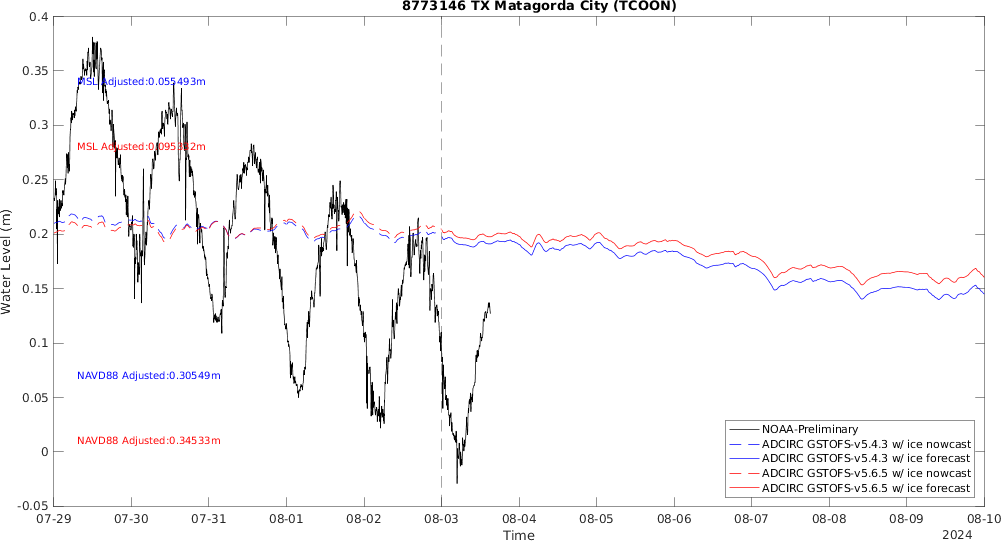 8773146 TX Matagorda City (TCOON)
0.4
0.35
0.3
0.25
0.2
0.15
0.1
0.05
0
-0.05
Water Level (m)
MSL Adjusted:0.055493m
MSL
NAVD88 Adjusted:0.30549m
NAVD88 Adjusted:0.34533m
NOAA-Preliminary
ADCIRC GSTOFS-v5.4.3 w/ ice nowcast
ADCIRC GSTOFS-v5.4.3 w/ ice forecast
ADCIRC GSTOFS-v5.6.5 w/ ice nowcast
ADCIRC GSTOFS-v5.6.5 w/ ice forecast
07-29 07-30 07-31 08-01 08-02 08-03 08-04 08-05 08-06 08-07 08-08 08-09 08-10
Time
2024